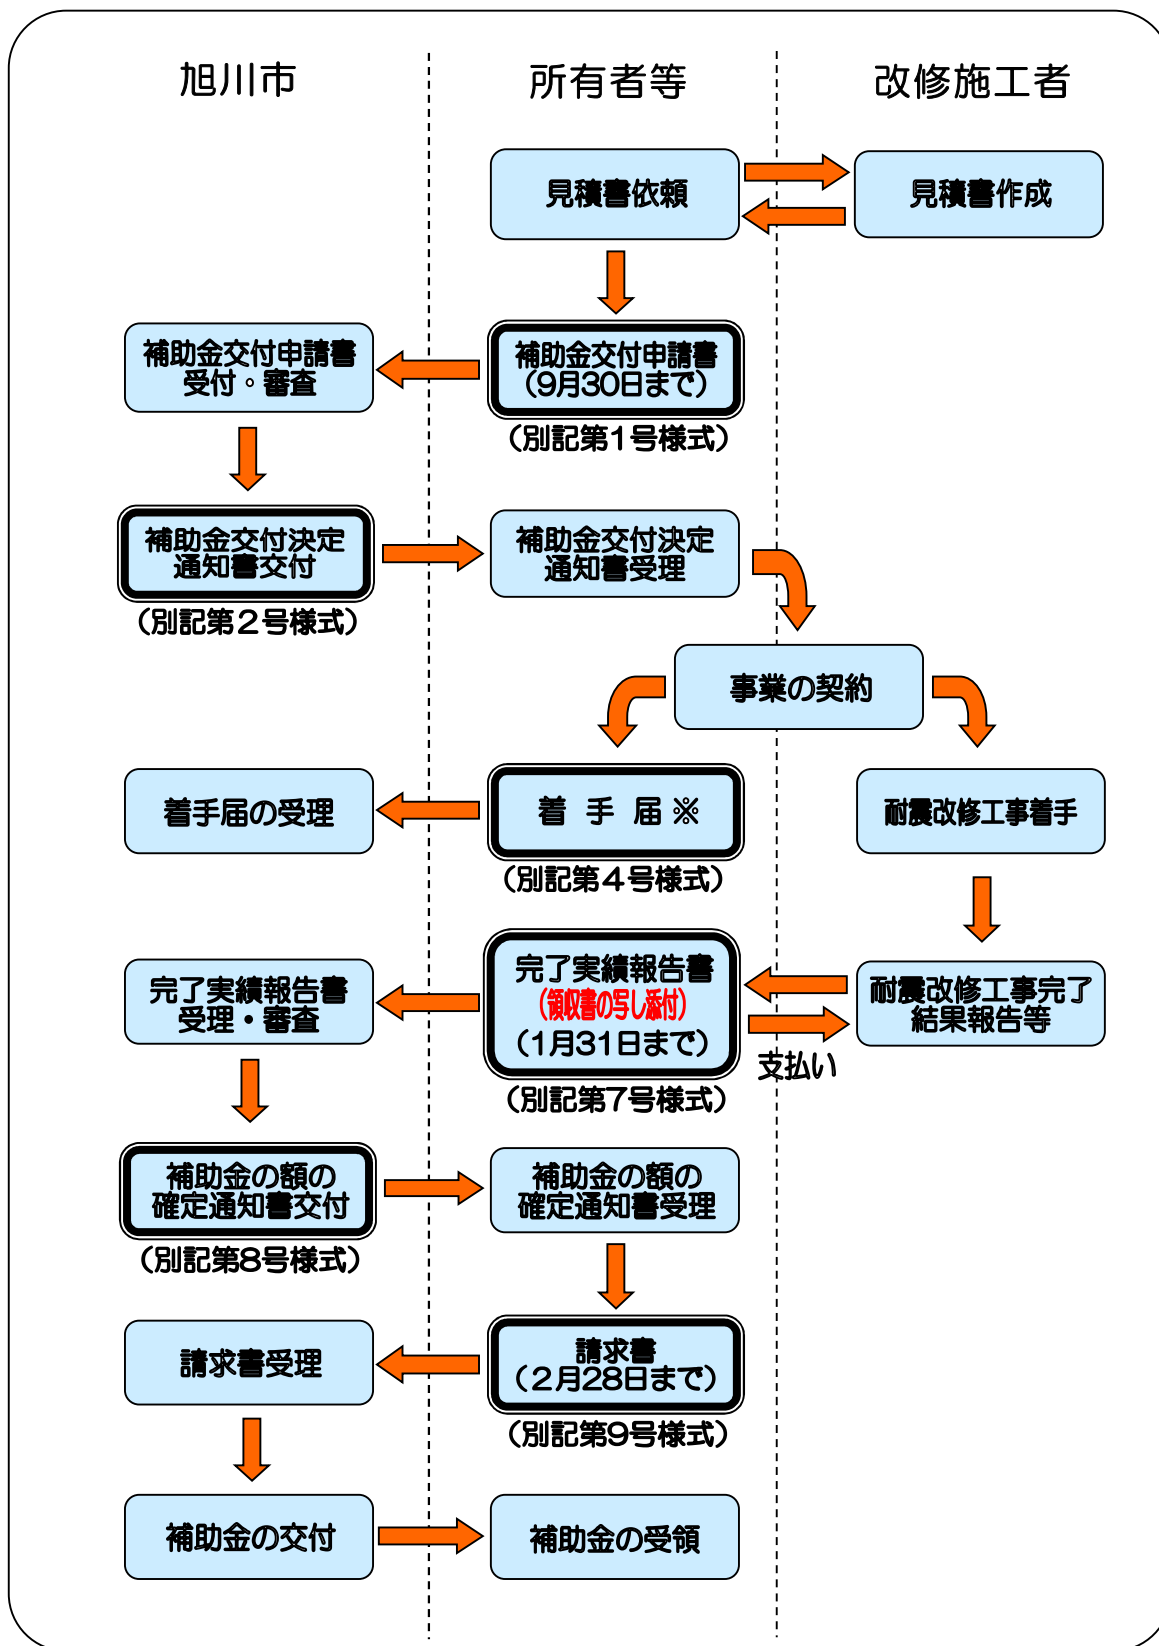 旭川市
所有者等
改修施工者
見積書依頼
見積書作成
補助金交付申請書
受付・審査
補助金交付申請書
（9月30日まで）
（別記第1号様式）
補助金交付決定
通知書交付
（別記第２号様式）
補助金交付決定
通知書受理
事業の契約
着手届の受理
着 手 届 ※
（別記第４号様式）
耐震改修工事着手
完了実績報告書
受理・審査
完了実績報告書
（領収書の写し添付）
（1月31日まで）
（別記第7号様式）
耐震改修工事完了
結果報告等
支払い
補助金の額の
確定通知書交付
（別記第8号様式）
補助金の額の
確定通知書受理
請求書受理
請求書
（２月28日まで）
（別記第9号様式）
補助金の交付
補助金の受領